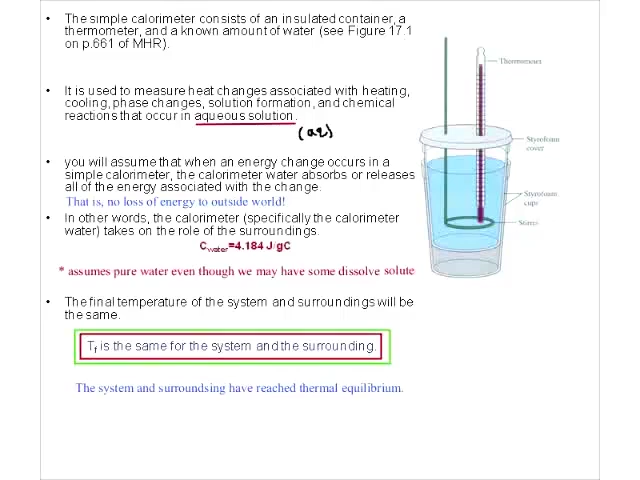 • The simple calorimeter consists of an insulated container, a
thermometer, and a known amount of water (see Figure 17.1
on p.661 of MHR).
• It is used to measure heat changes associated with heating,
cooling, phase changes, solution formation, and chemical
reactions that occur in aqueous solution.
(aq)
• you will assume that when an energy change occurs in a
simple calorimeter, the calorimeter water absorbs or releases
all of the energy associated with the change.
That is, no loss of energy to outside world!
• In other words, the calorimeter (specifically the calorimeter
water) takes on the role of the surroundings.
Cwater=4.184 J/gC
* assumes pure water even though we may have some dissolve solute
• The final temperature of the system and surroundings will be
the same.
Tf is the same for the system and the surrounding.
The system and surroundsing have reached thermal equilibrium.
Thermometer
Styrofoam
cover
Styrofoam
cups
Stirrer